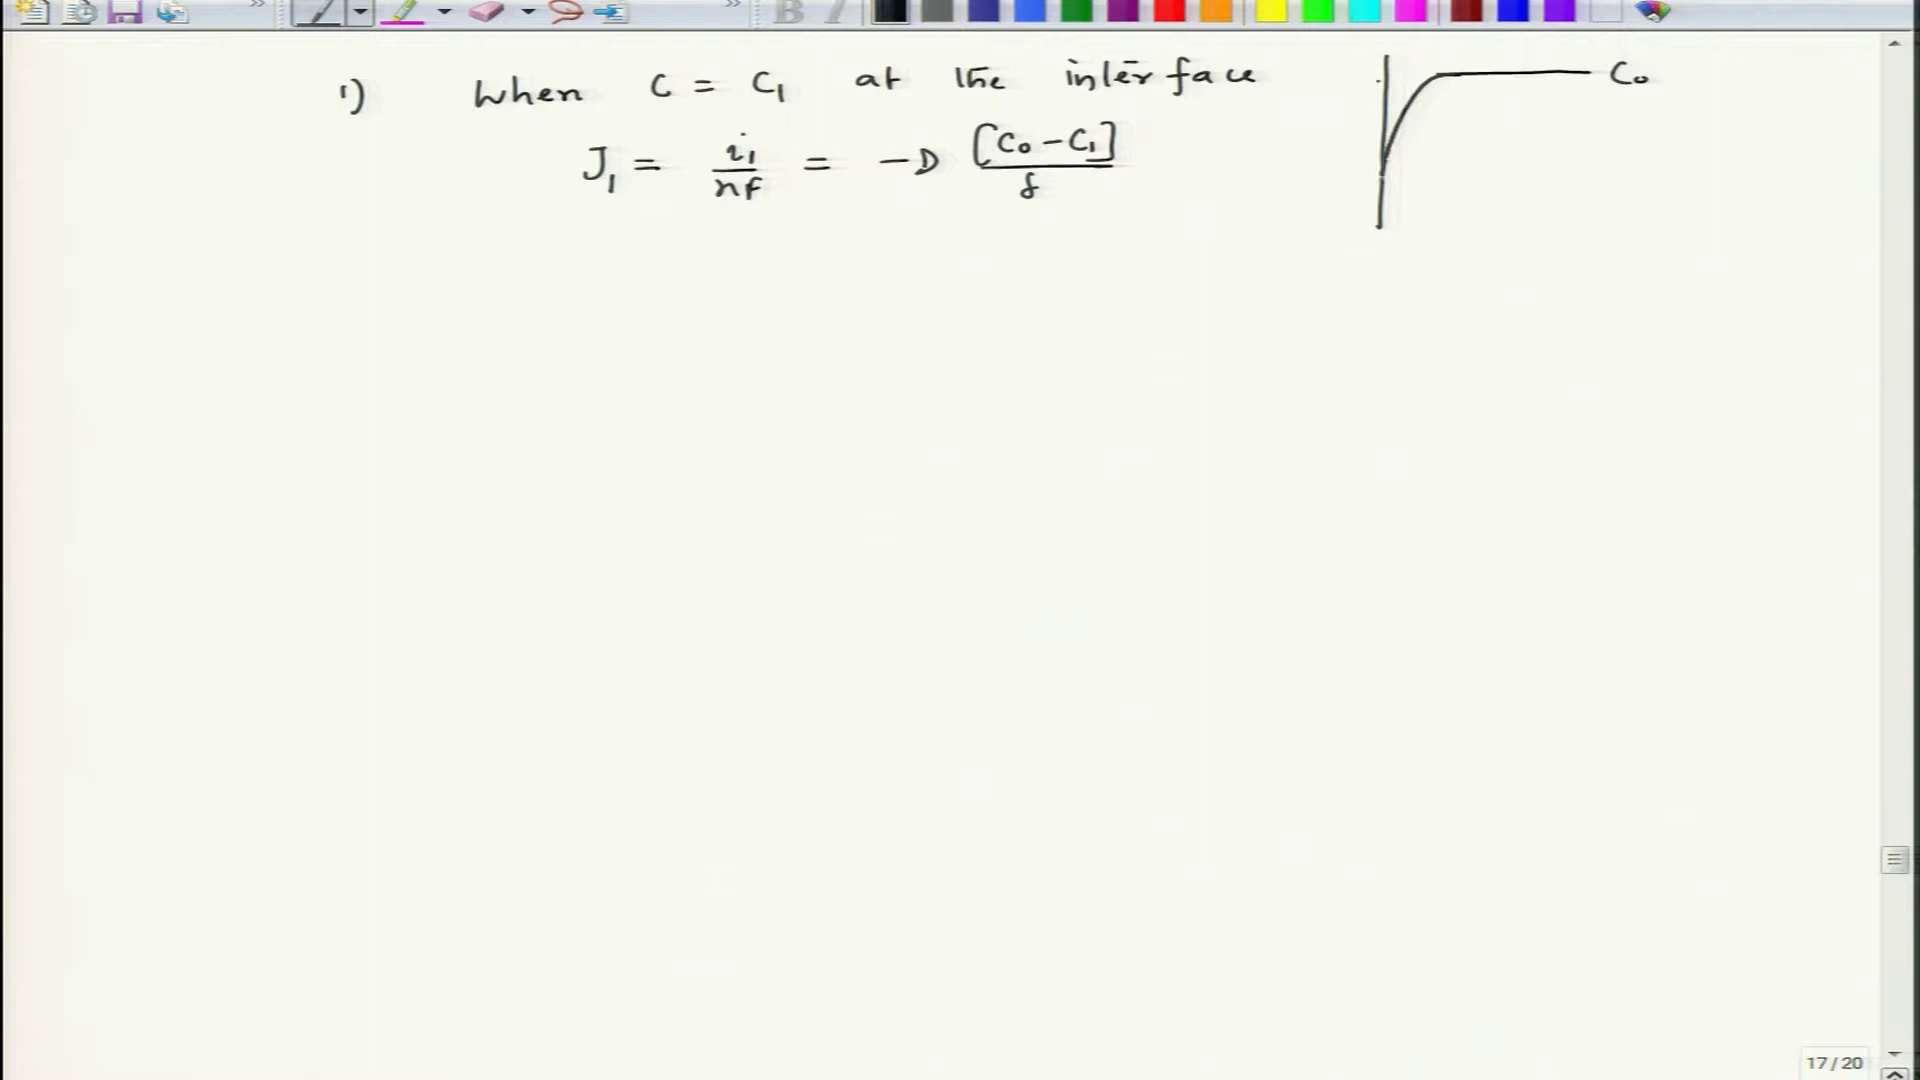 1) When C = C₁ at the interface
C₀
J₁ = i₁/nF = -D [C₀ - C₁]/δ
17/20